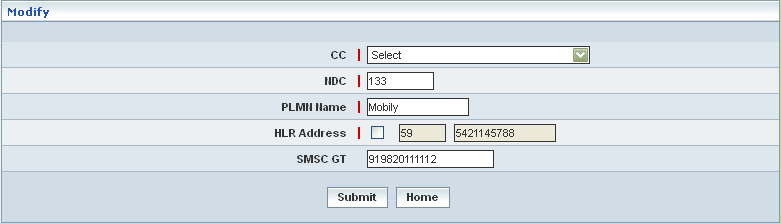 Modify
CC Select
NDC 133
PLMN Name Mobily
HLR Address 59 5421145788
SMSC GT 919820111112
Submit Home